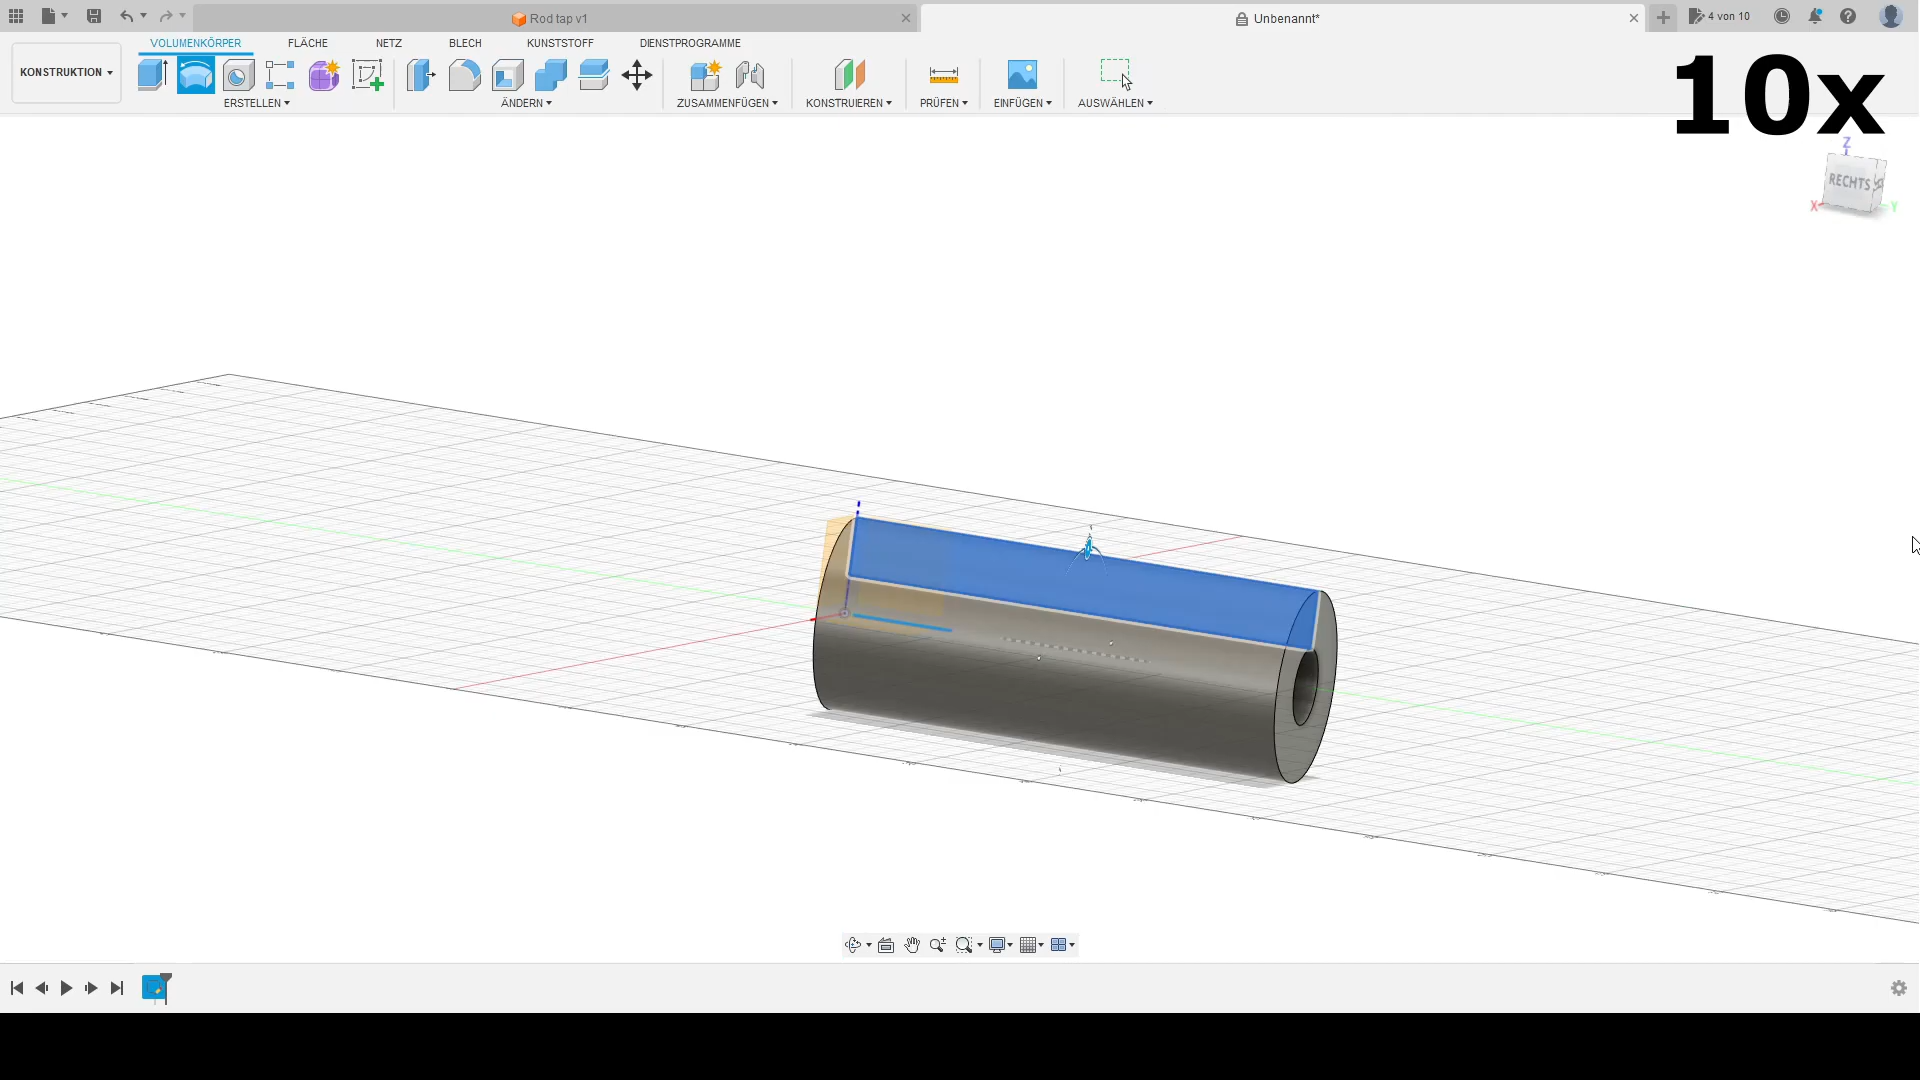 Rod tap v1
Unbenannt*
4 von 10
VOLUMENKÖRPER
FLÄCHE
NETZ
BLECH
KUNSTSTOFF
DIENSTPROGRAMME
KONSTRUKTION
ERSTELLEN
ÄNDERN
ZUSAMMENFÜGEN
KONSTRUIEREN
PRÜFEN
EINFÜGEN
AUSWÄHLEN
10x
Z
RECHTS
X
Y